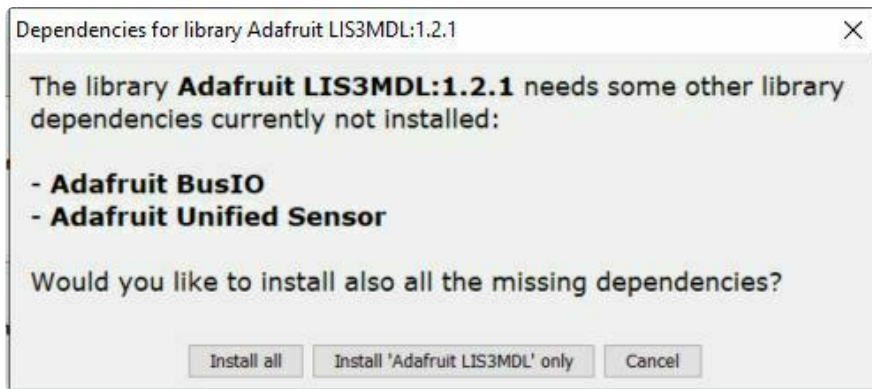 Dependencies for library Adafruit LIS3MDL:1.2.1
The library Adafruit LIS3MDL:1.2.1 needs some other library
dependencies currently not installed:
- Adafruit BusIO
- Adafruit Unified Sensor
Would you like to install also all the missing dependencies?
Install all Install 'Adafruit LIS3MDL' only Cancel